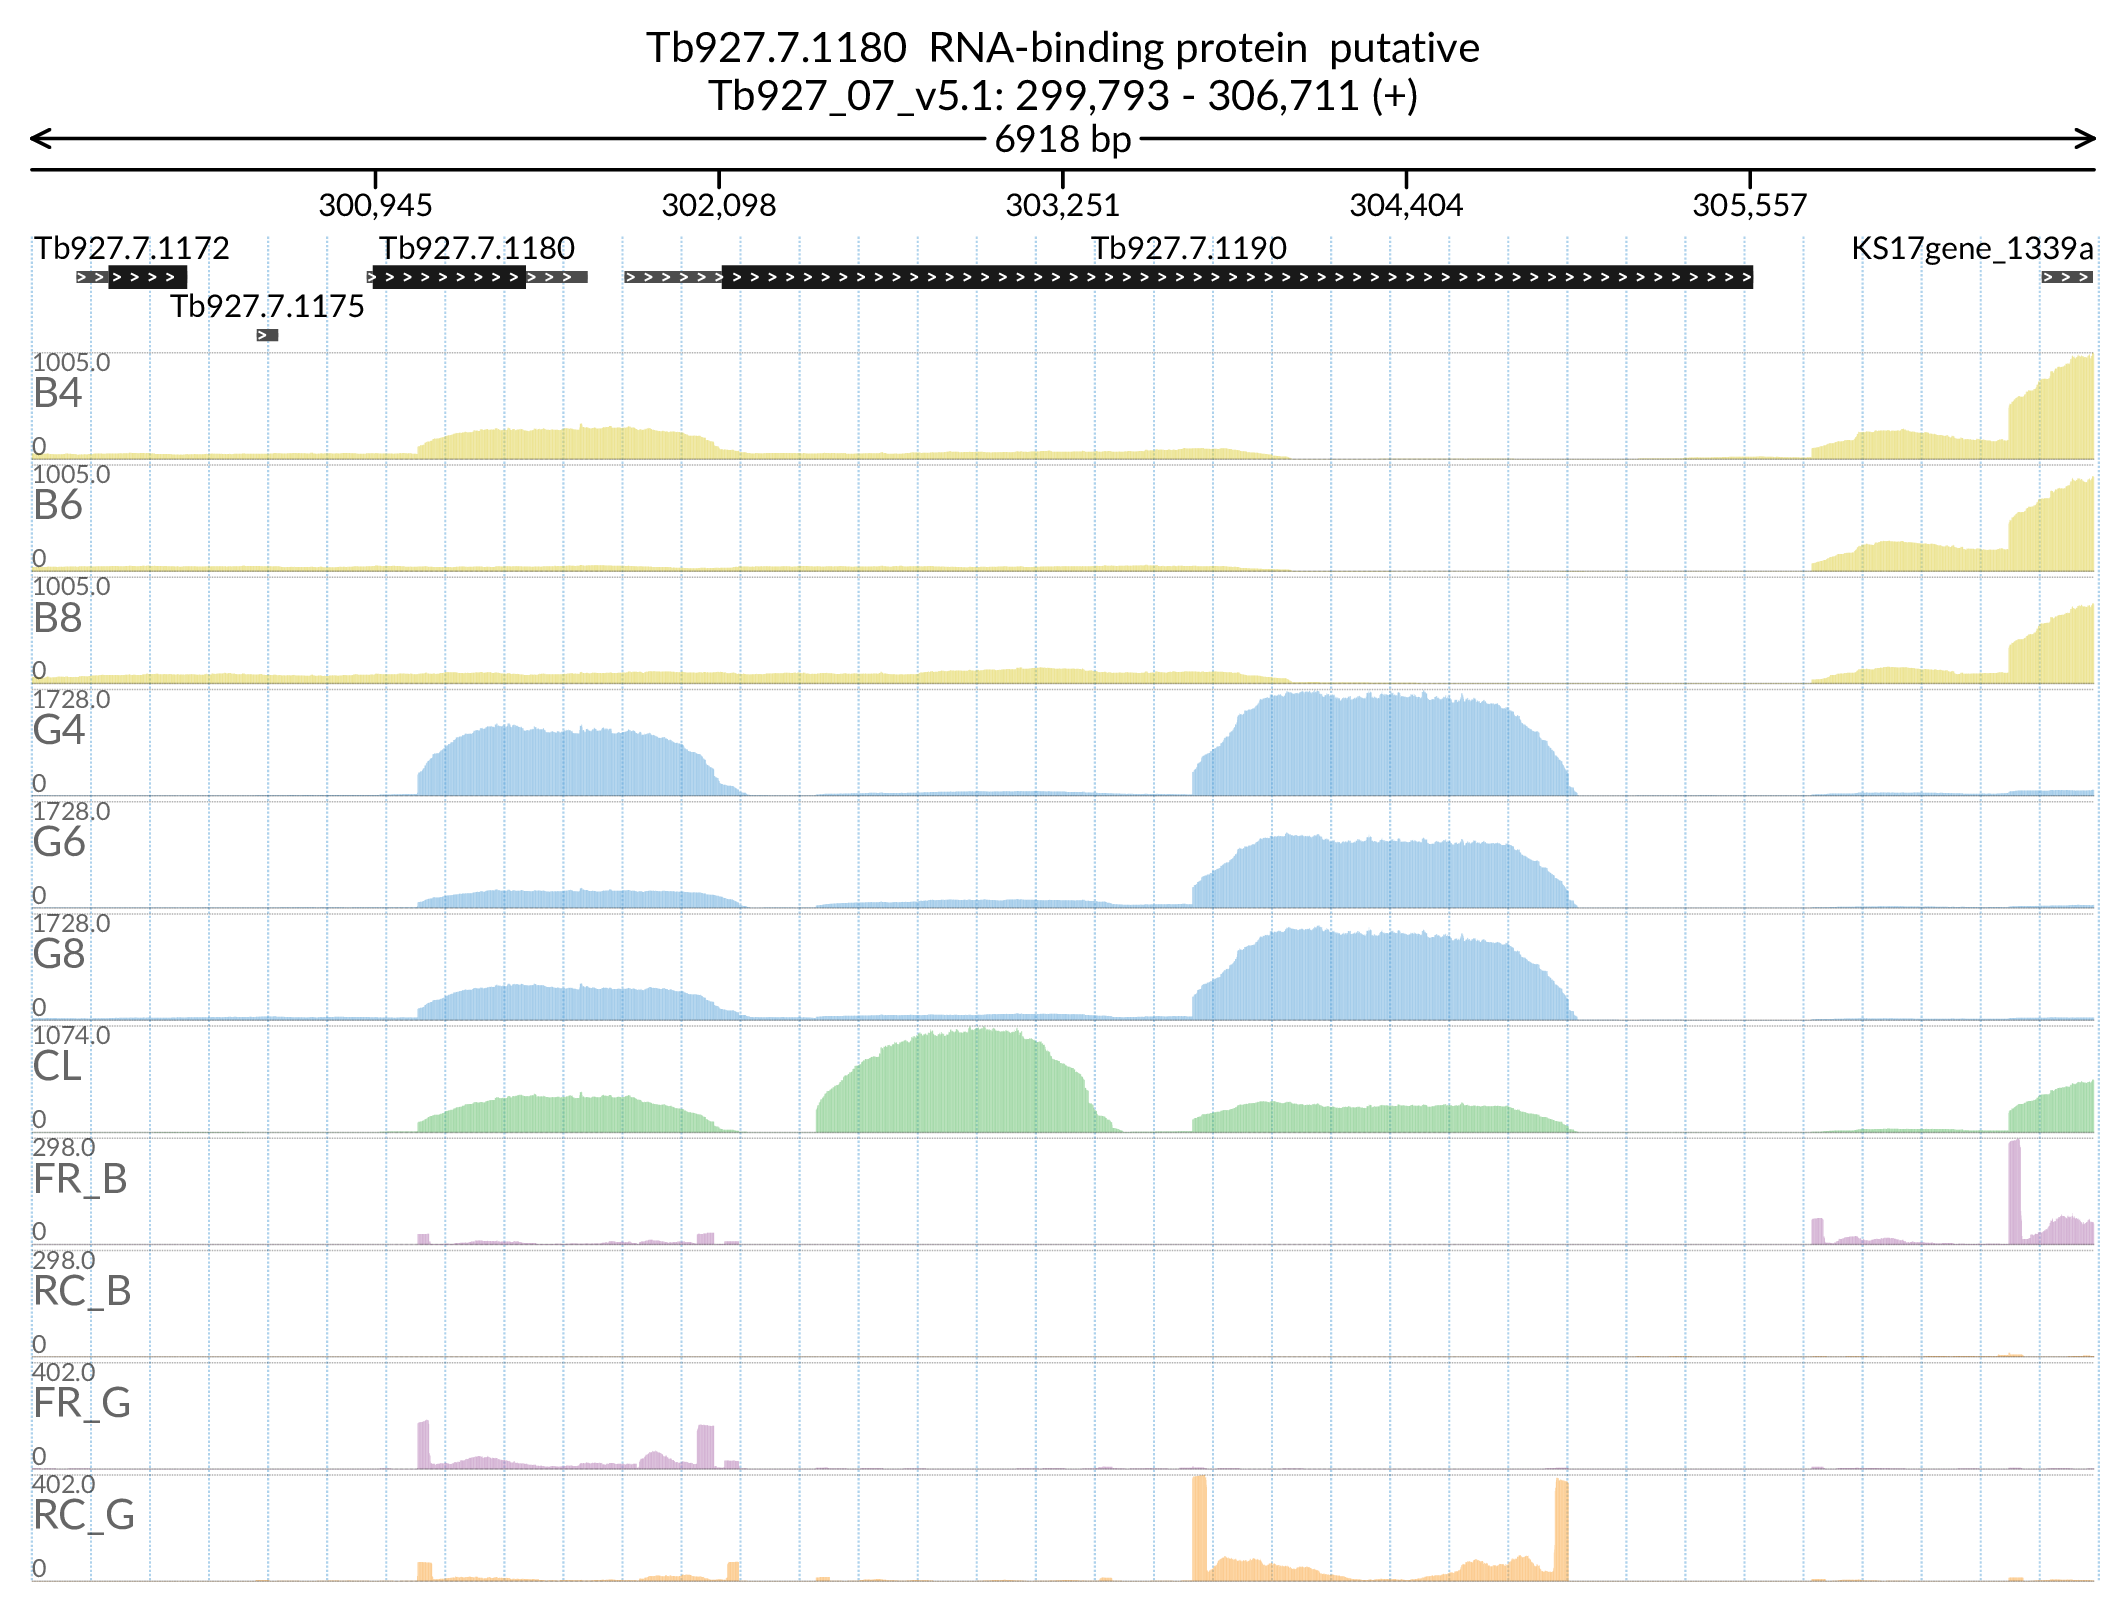 Tb927.7.1180 RNA-binding protein putative
Tb927_07_v5.1: 299,793 - 306,711 (+)
6918 bp
300,945 302,098 303,251 304,404 305,557
Tb927.7.1172 Tb927.7.1180 Tb927.7.1190 KS17gene_1339a
Tb927.7.1175
1005.0
B4
0
1005.0
B6
0
1005.0
B8
0
1728.0
G4
0
1728.0
G6
0
1728.0
G8
0
1074.0
CL
0
298.0
FR_B
0
298.0
RC_B
0
402.0
FR_G
0
402.0
RC_G
0